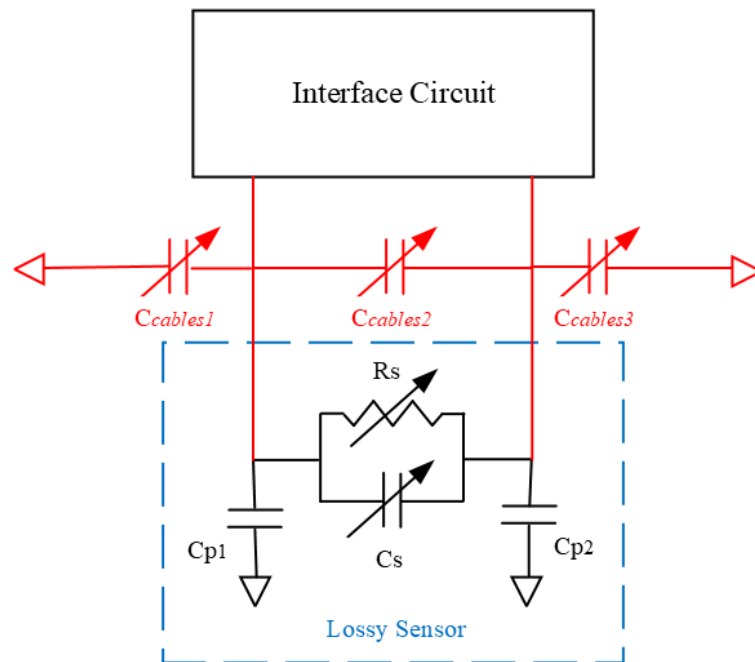 Interface Circuit
Ccables1 Ccables2 Ccables3
Rs
Cp1 Cs Cp2
Lossy Sensor